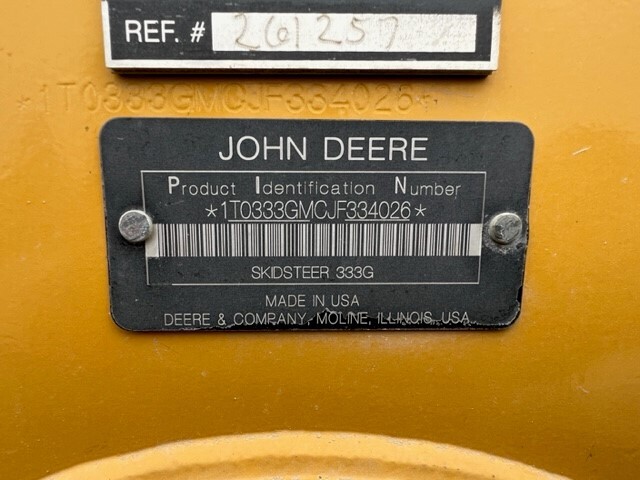 REF. # 261257
*1T0333GMCJF334026*
JOHN DEERE
Product Identification Number
*1T0333GMCJF334026*
SKIDSTEER 333G
MADE IN USA
DEERE & COMPANY, MOLINE, ILLINOIS, USA